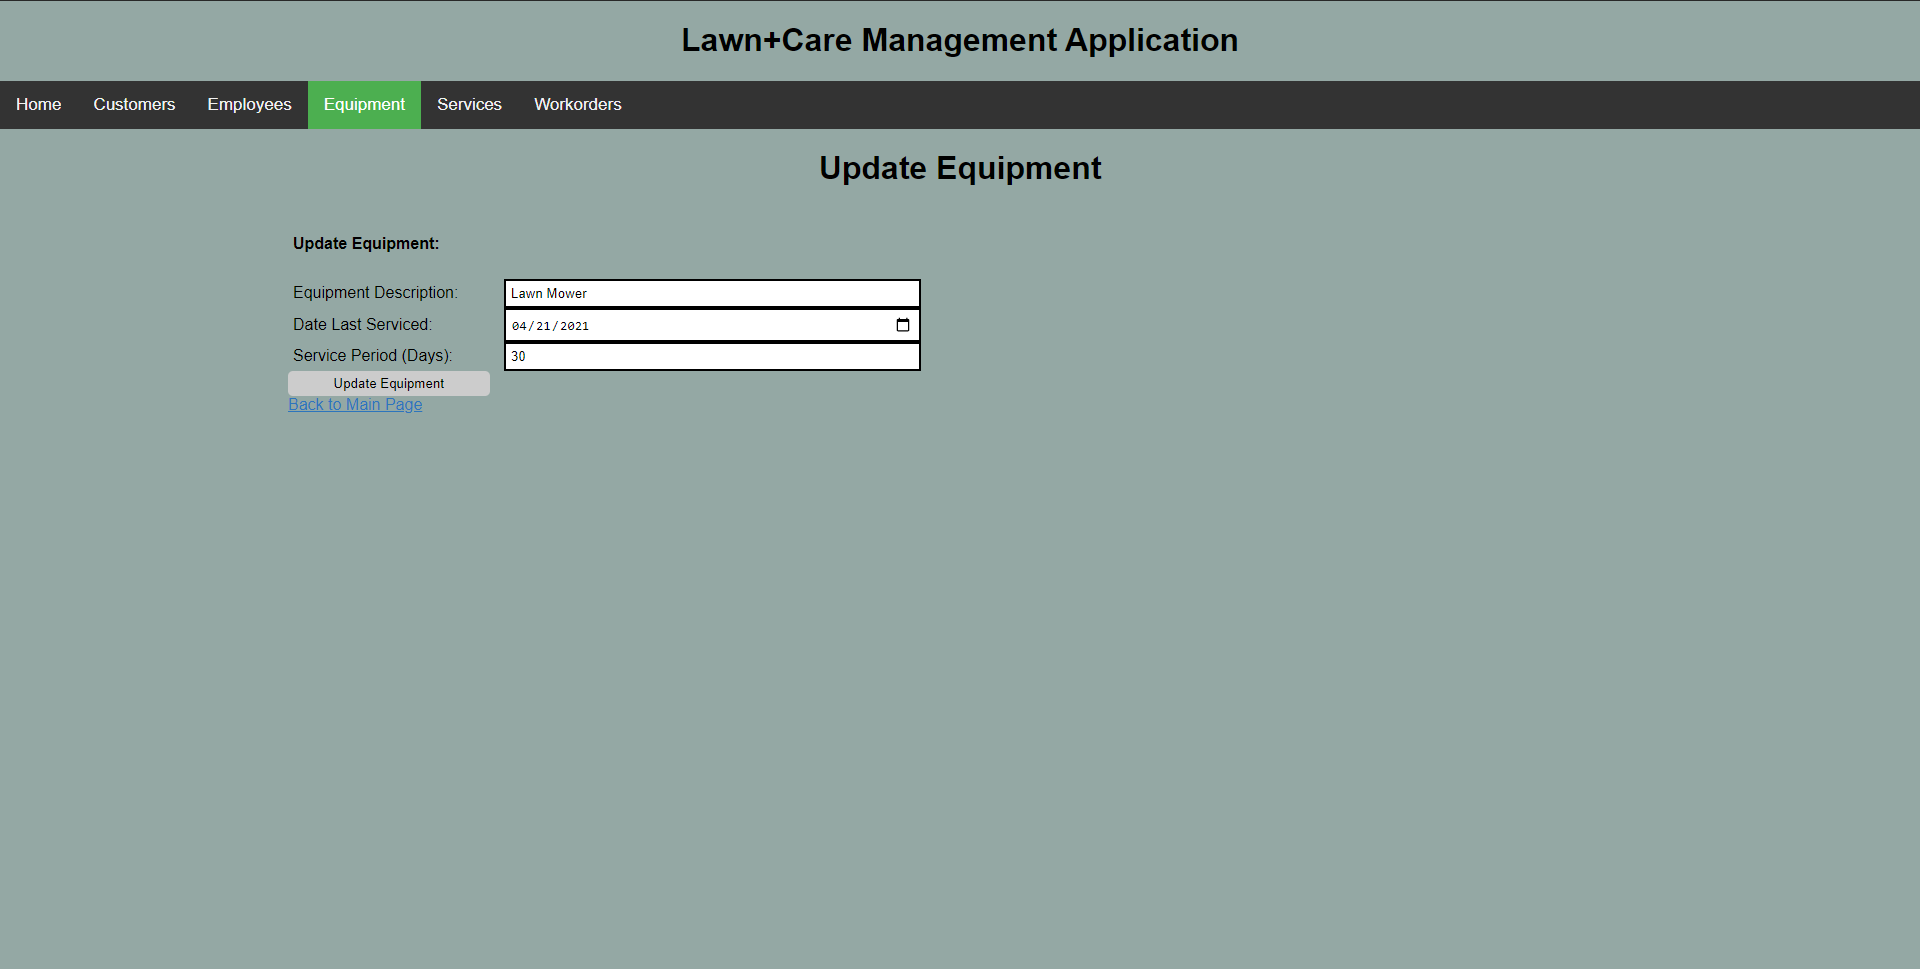 Lawn+Care Management Application
Home Customers Employees Equipment Services Workorders
Update Equipment
Update Equipment:
Equipment Description: Lawn Mower
Date Last Serviced: 04/21/2021
Service Period (Days): 30
Update Equipment
Back to Main Page